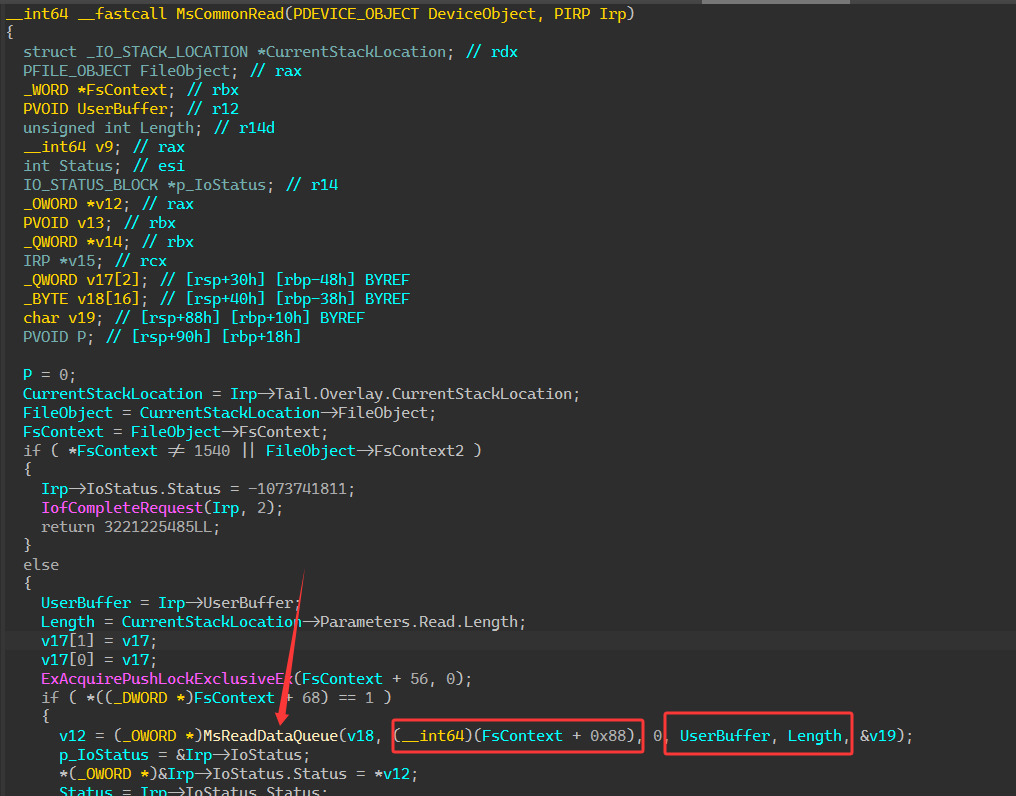 __int64 __fastcall MsCommonRead(PDEVICE_OBJECT DeviceObject, PIRP Irp)
{
  struct _IO_STACK_LOCATION *CurrentStackLocation; // rdx
  PFILE_OBJECT FileObject; // rax
  _WORD *FsContext; // rbx
  PVOID UserBuffer; // r12
  unsigned int Length; // r14d
  __int64 v9; // rax
  int Status; // esi
  IO_STATUS_BLOCK *p_IoStatus; // r14
  _OWORD *v12; // rax
  PVOID v13; // rbx
  _QWORD *v14; // rbx
  IRP *v15; // rcx
  _QWORD v17[2]; // [rsp+30h] [rbp-48h] BYREF
  _BYTE v18[16]; // [rsp+40h] [rbp-38h] BYREF
  char v19; // [rsp+88h] [rbp+10h] BYREF
  PVOID P; // [rsp+90h] [rbp+18h]
  P = 0;
  CurrentStackLocation = Irp->Tail.Overlay.CurrentStackLocation;
  FileObject = CurrentStackLocation->FileObject;
  FsContext = FileObject->FsContext;
  if ( *FsContext != 1540 || FileObject->FsContext2 )
  {
    Irp->IoStatus.Status = -1073741811;
    IofCompleteRequest(Irp, 2);
    return 3221225485LL;
  }
  else
  {
    UserBuffer = Irp->UserBuffer;
    Length = CurrentStackLocation->Parameters.Read.Length;
    v17[1] = v17;
    v17[0] = v17;
    ExAcquirePushLockExclusiveEx(FsContext + 56, 0);
    if ( *((_DWORD *)FsContext + 68) == 1 )
    {
      v12 = (_OWORD *)MsReadDataQueue(v18, (__int64)(FsContext + 0x88), 0, UserBuffer, Length, &v19);
      p_IoStatus = &Irp->IoStatus;
      *(_OWORD *)&Irp->IoStatus.Status = *v12;
      Status = Irp->IoStatus.Status;